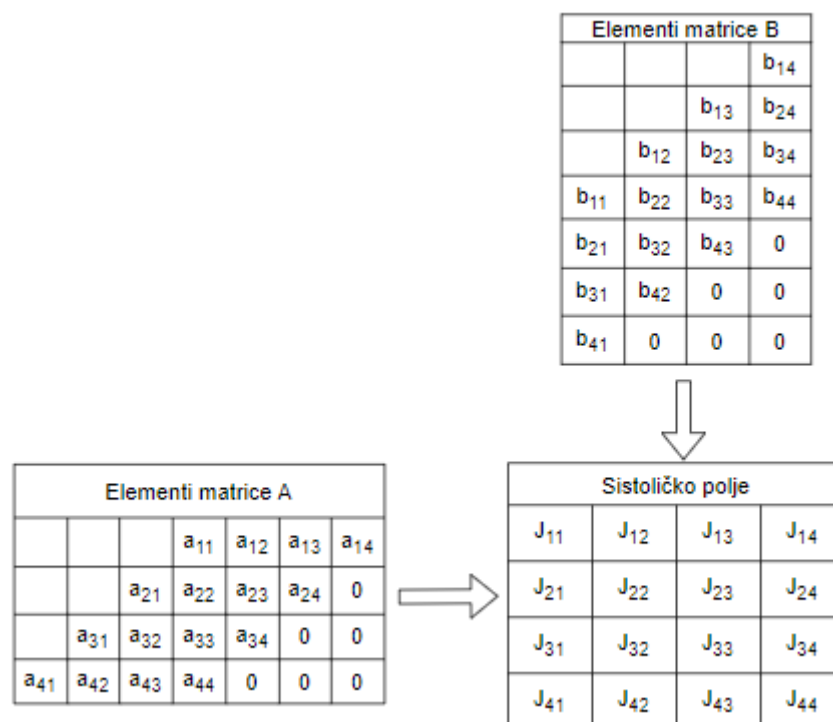 Elementi matrice B
b14
b13 b24
b12 b23 b34
b11 b22 b33 b44
b21 b32 b43 0
b31 b42 0 0
b41 0 0 0
Elementi matrice A
a11 a12 a13 a14
a21 a22 a23 a24 0
a31 a32 a33 a34 0 0
a41 a42 a43 a44 0 0 0
Sistoličko polje
J11 J12 J13 J14
J21 J22 J23 J24
J31 J32 J33 J34
J41 J42 J43 J44